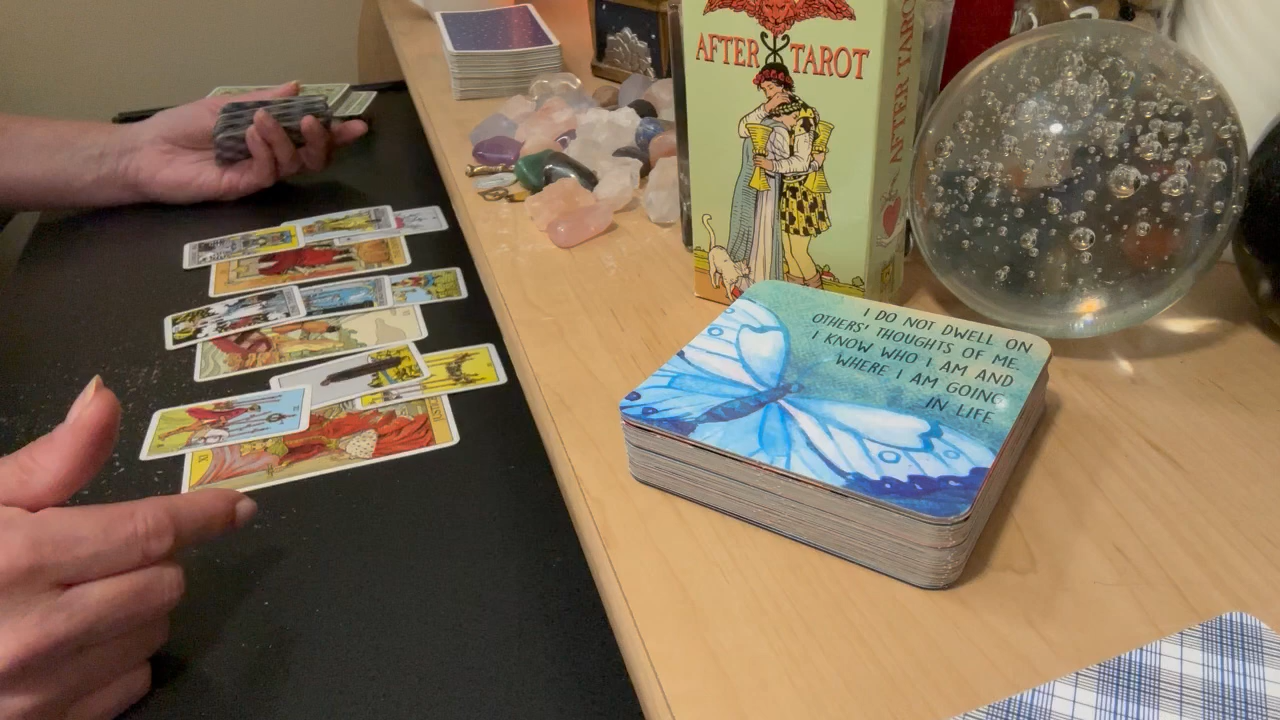 AFTER TAROT
AFTER TAROT
I DO NOT DWELL ON
OTHERS' THOUGHTS OF ME.
I KNOW WHO I AM AND
WHERE I AM GOING
IN LIFE.